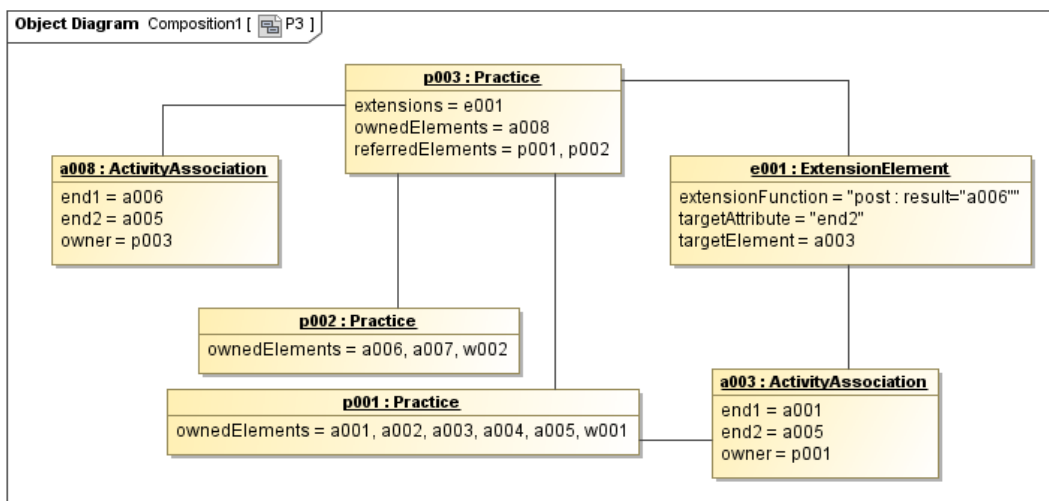 Object Diagram Composition1 [ P3 ]
p003 : Practice
extensions = e001
ownedElements = a008
referredElements = p001, p002
a008 : ActivityAssociation
end1 = a006
end2 = a005
owner = p003
e001 : ExtensionElement
extensionFunction = "post : result="a006""
targetAttribute = "end2"
targetElement = a003
p002 : Practice
ownedElements = a006, a007, w002
p001 : Practice
ownedElements = a001, a002, a003, a004, a005, w001
a003 : ActivityAssociation
end1 = a001
end2 = a005
owner = p001